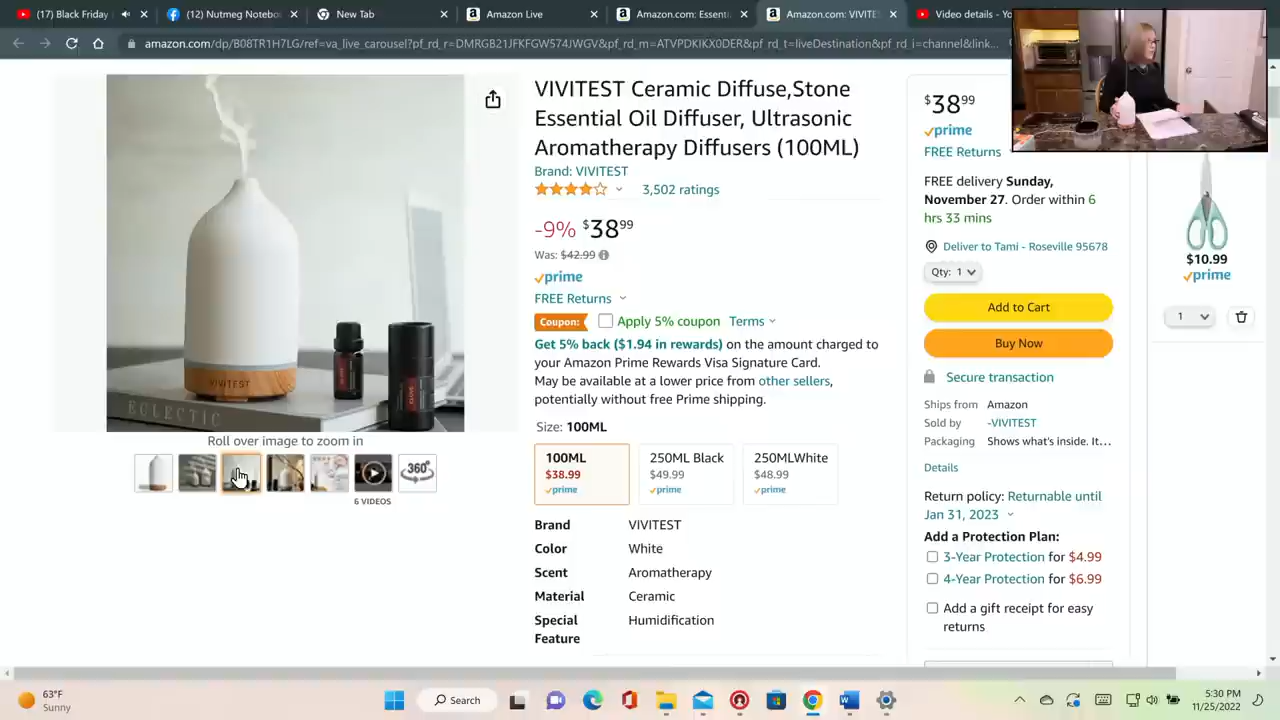 Black Friday
(12) Nutmeg Notebo
New Tab
Amazon Live
Amazon.com: Essenti
Amazon.com: VIVITES
Video details - Yo
amazon.com/dp/B08TR1H7LG/ref=va_live_carousel?pf_rd_r=DMRGB21JFKFGW574JWGV&pf_rd_m=ATVPDKIKX0DER&pf_rd_t=liveDestination&pf_rd_i=channel&link...
VIVITEST Ceramic Diffuse,Stone
Essential Oil Diffuser, Ultrasonic
Aromatherapy Diffusers (100ML)
Brand: VIVITEST
3,502 ratings
-9% $38 99
Was: $42.99
prime
FREE Returns
Coupon: Apply 5% coupon Terms
Get 5% back ($1.94 in rewards) on the amount charged to
your Amazon Prime Rewards Visa Signature Card.
May be available at a lower price from other sellers,
potentially without free Prime shipping.
Size: 100ML
100ML
$38.99
prime
250ML Black
$49.99
prime
250MLWhite
$48.99
prime
Brand VIVITEST
Color White
Scent Aromatherapy
Material Ceramic
Special Humidification
Feature
VIVITEST
ECLECTIC
CLOVE
Roll over image to zoom in
360°
6 VIDEOS
$38 99
prime
FREE Returns
FREE delivery Sunday,
November 27. Order within 6
hrs 33 mins
Deliver to Tami - Roseville 95678
Qty: 1
Add to Cart
Buy Now
Secure transaction
Ships from Amazon
Sold by -VIVITEST
Packaging Shows what's inside. It...
Details
Return policy: Returnable until
Jan 31, 2023
Add a Protection Plan:
3-Year Protection for $4.99
4-Year Protection for $6.99
Add a gift receipt for easy
returns
$10.99
prime
1
63°F
Sunny
Search
5:30 PM
11/25/2022